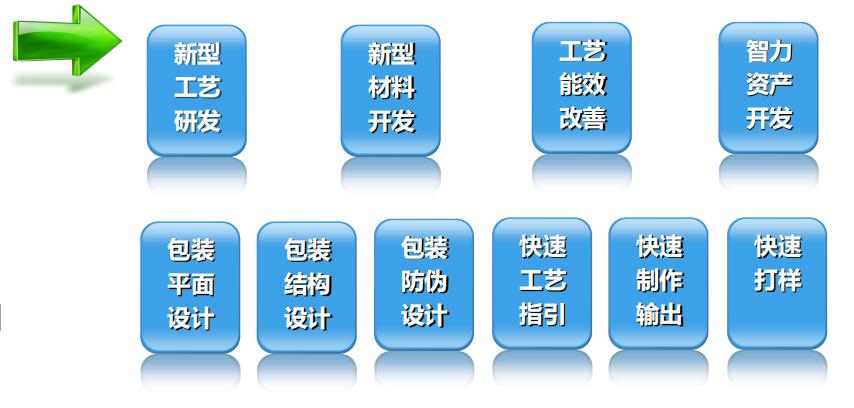 新型
工艺
研发
新型
材料
开发
工艺
能效
改善
智力
资产
开发
包装
平面
设计
包装
结构
设计
包装
防伪
设计
快速
工艺
指引
快速
制作
输出
快速
打样